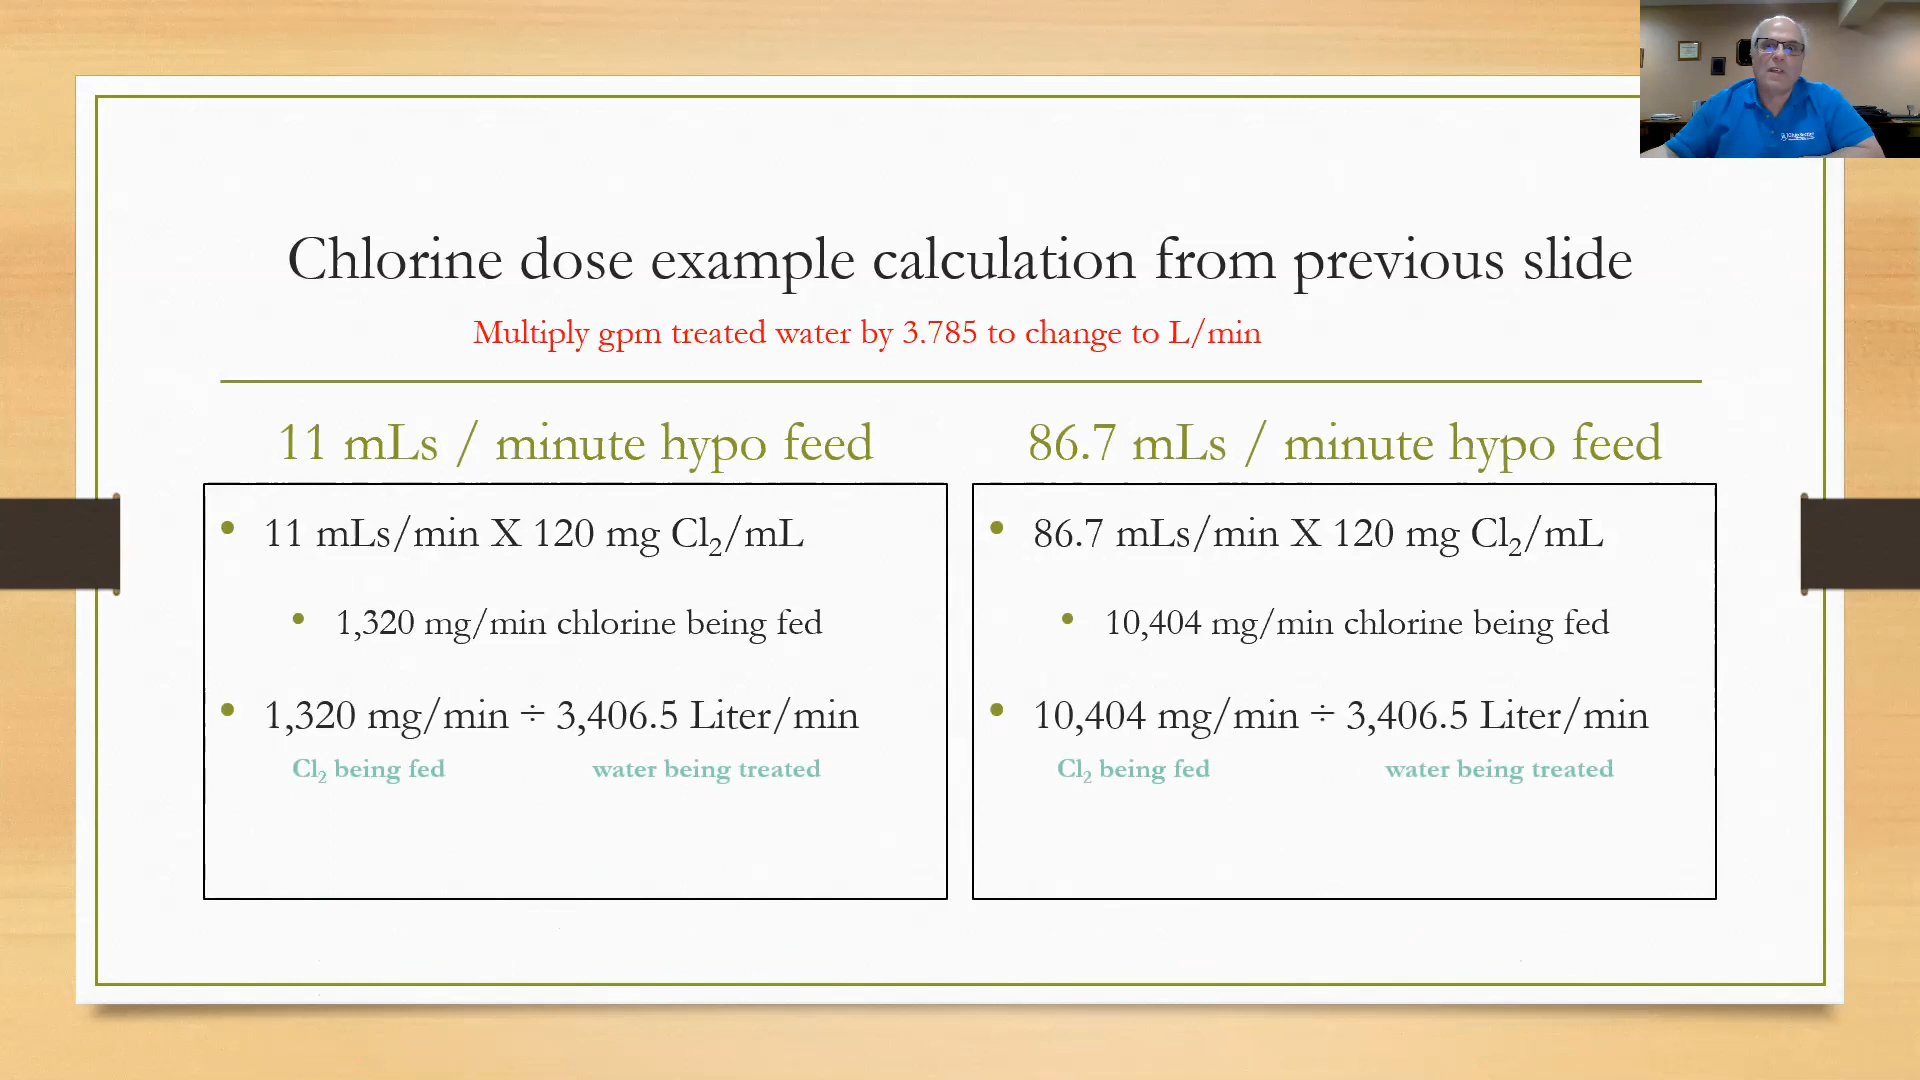 Chlorine dose example calculation from previous slide
Multiply gpm treated water by 3.785 to change to L/min
11 mLs / minute hypo feed
• 11 mLs/min X 120 mg Cl₂/mL
• 1,320 mg/min chlorine being fed
• 1,320 mg/min ÷ 3,406.5 Liter/min
Cl₂ being fed water being treated
86.7 mLs / minute hypo feed
• 86.7 mLs/min X 120 mg Cl₂/mL
• 10,404 mg/min chlorine being fed
• 10,404 mg/min ÷ 3,406.5 Liter/min
Cl₂ being fed water being treated